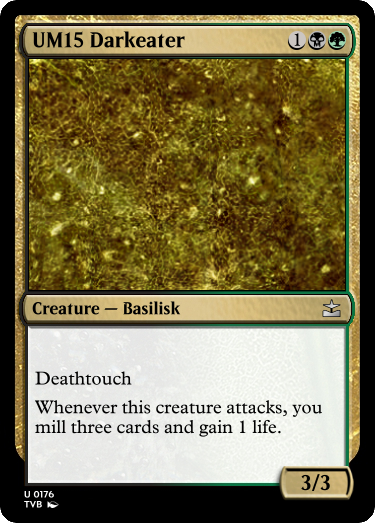 UM15 Darkeater 1
Creature — Basilisk
Deathtouch
Whenever this creature attacks, you
mill three cards and gain 1 life.
3/3
U 0176
TVB